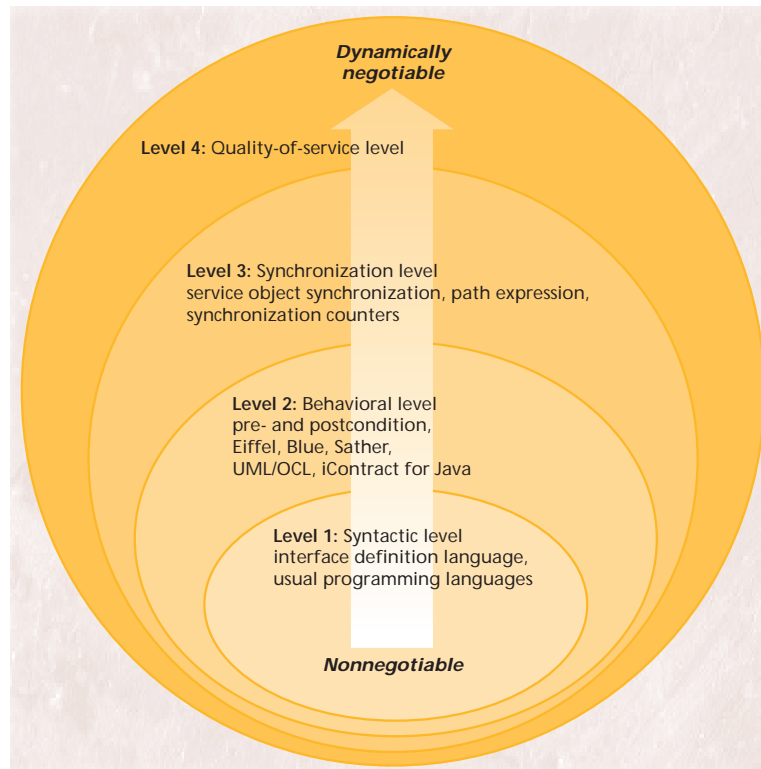 Dynamically
negotiable
Level 4: Quality-of-service level
Level 3: Synchronization level
service object synchronization, path expression,
synchronization counters
Level 2: Behavioral level
pre- and postcondition,
Eiffel, Blue, Sather,
UML/OCL, iContract for Java
Level 1: Syntactic level
interface definition language,
usual programming languages
Nonnegotiable